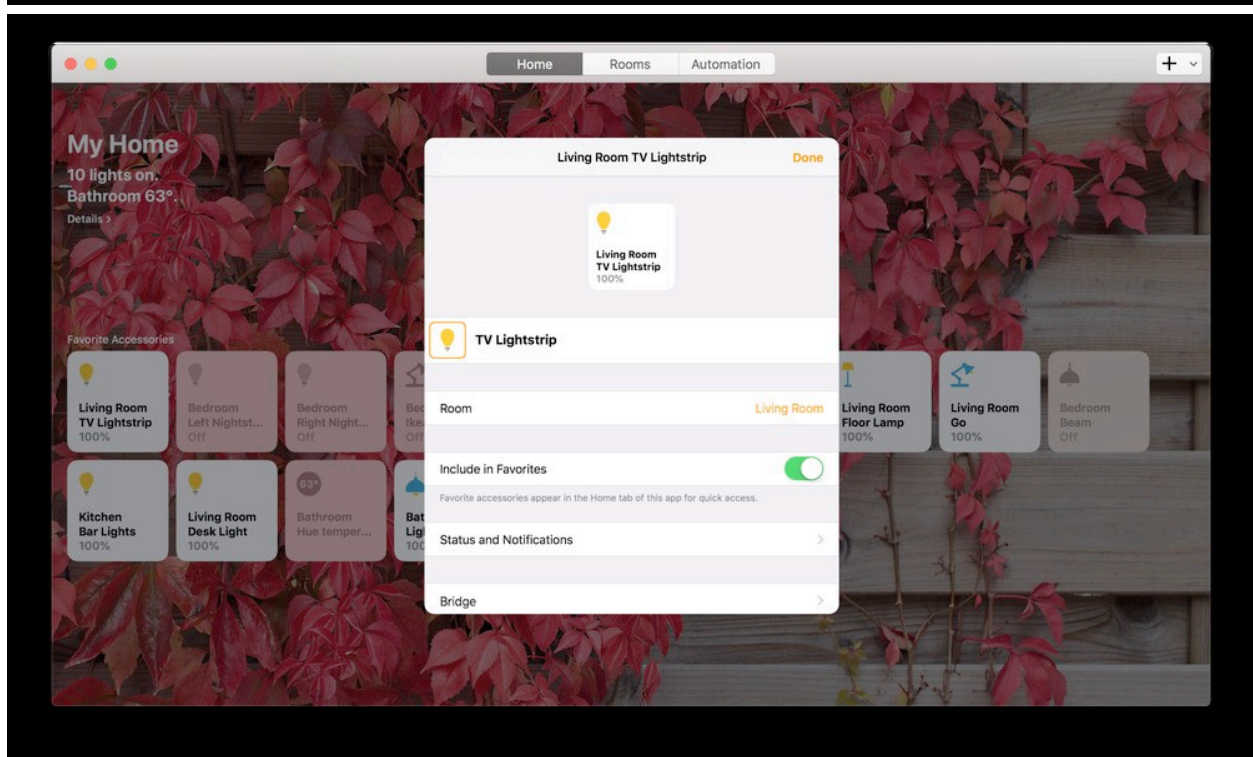 Home Rooms Automation
My Home
10 lights on.
Bathroom 63°.
Details >
Living Room TV Lightstrip Done
Living Room
TV Lightstrip
100%
TV Lightstrip
Room Living Room
Include in Favorites
Favorite accessories appear in the Home tab of this app for quick access.
Status and Notifications
Bridge
Favorite Accessories
Living Room
TV Lightstrip
100%
Bedroom
Left Nightst...
Off
Bedroom
Right Night...
Off
Off
Living Room
Floor Lamp
100%
Living Room
Go
100%
Bedroom
Beam
Off
Kitchen
Bar Lights
100%
Living Room
Desk Light
100%
63°
Bathroom
Hue temper...
Bat
Lig
100